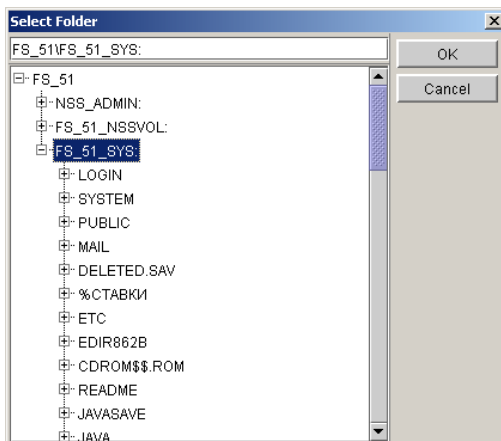 Select Folder
FS_51\FS_51_SYS:
OK
Cancel
FS_51
NSS_ADMIN:
FS_51_NSSVOL:
FS_51_SYS:
LOGIN
SYSTEM
PUBLIC
MAIL
DELETED.SAV
%СТАВКИ
ETC
EDIR862B
CDROM$$.ROM
README
JAVASAVE
JAVA